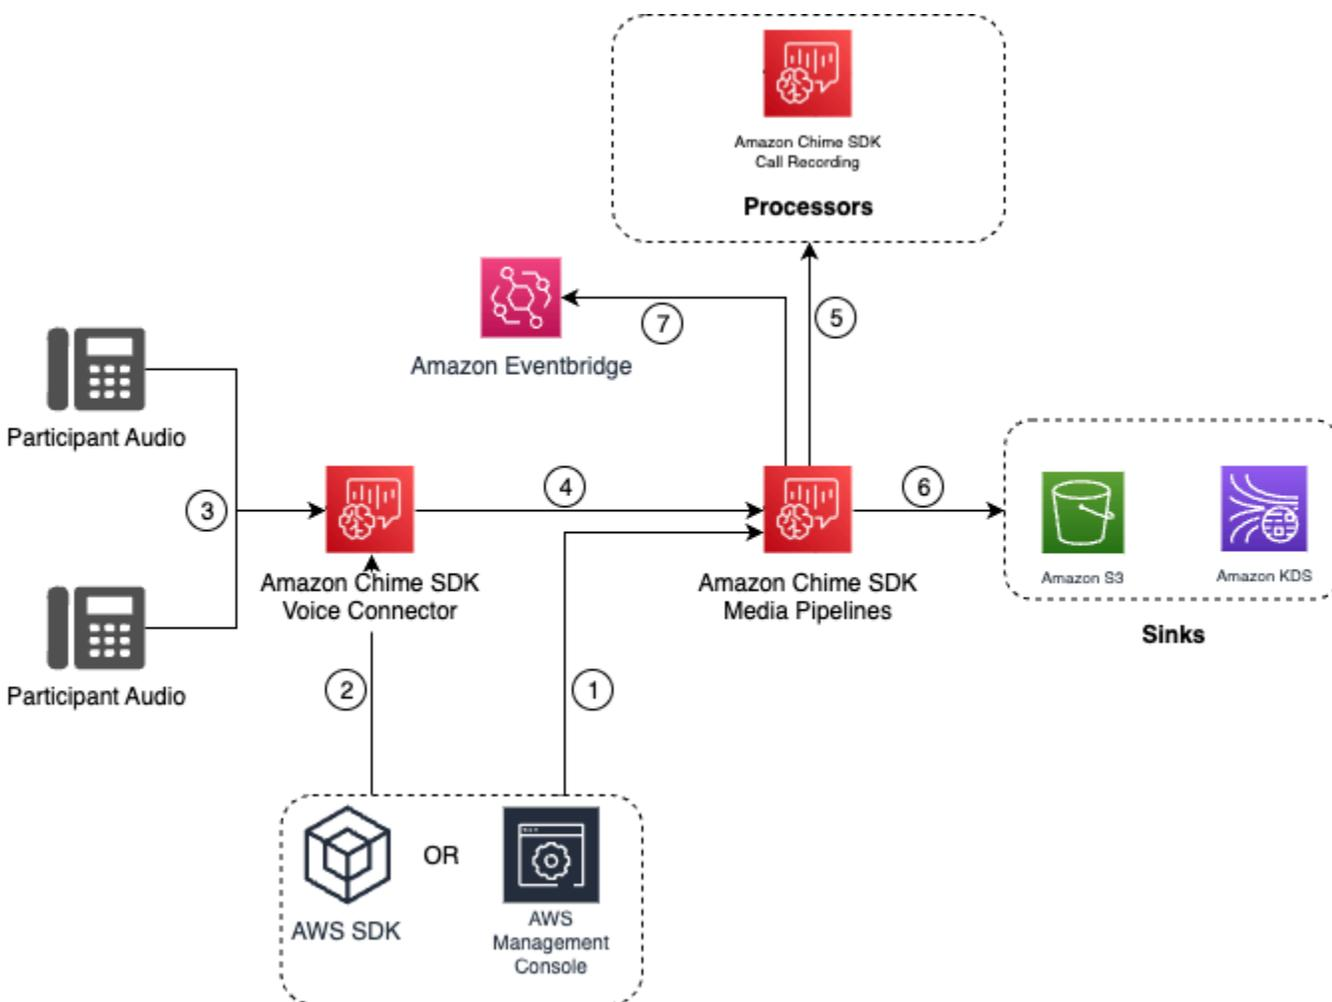 Amazon Chime SDK
Call Recording
Processors
7
5
Amazon Eventbridge
Participant Audio
3
4
6
Amazon Chime SDK
Voice Connector
Amazon Chime SDK
Media Pipelines
Amazon S3
Amazon KDS
Sinks
Participant Audio
2
1
OR
AWS SDK
AWS
Management
Console